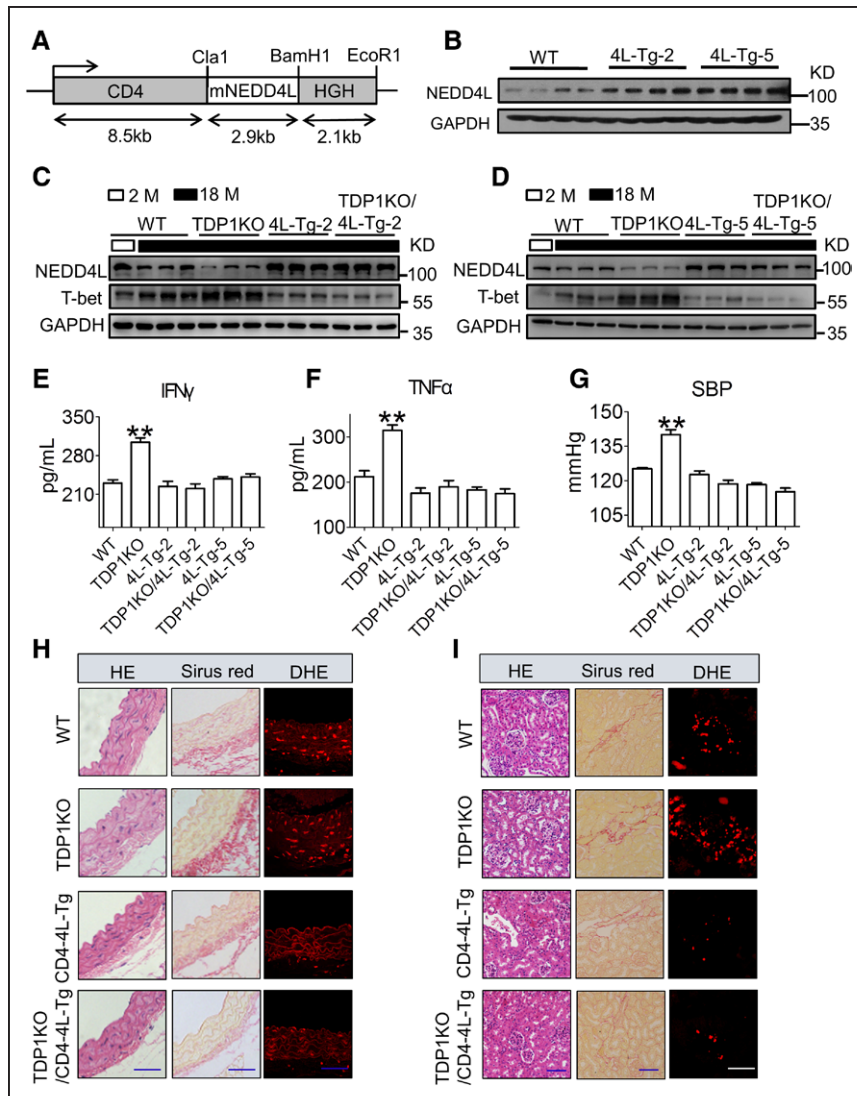 A
Cla1 BamH1 EcoR1
CD4 mNEDD4L HGH
8.5kb 2.9kb 2.1kb
B
WT 4L-Tg-2 4L-Tg-5
KD
NEDD4L 100
GAPDH 35
C
2 M 18 M
TDP1KO/
WT TDP1KO 4L-Tg-2 4L-Tg-2
KD
NEDD4L 100
T-bet 55
GAPDH 35
D
2 M 18 M
TDP1KO/
WT TDP1KO 4L-Tg-5 4L-Tg-5
KD
NEDD4L 100
T-bet 55
GAPDH 35
E
IFNγ
pg/mL
350
280
210
**
WT
TDP1KO
4L-Tg-2
TDP1KO/4L-Tg-2
4L-Tg-5
TDP1KO/4L-Tg-5
F
TNFα
pg/mL
300
200
100
**
WT
TDP1KO
4L-Tg-2
TDP1KO/4L-Tg-2
4L-Tg-5
TDP1KO/4L-Tg-5
G
SBP
mmHg
150
135
120
105
**
WT
TDP1KO
4L-Tg-2
TDP1KO/4L-Tg-2
4L-Tg-5
TDP1KO/4L-Tg-5
H
HE Sirus red DHE
WT
TDP1KO
CD4-4L-Tg
TDP1KO
/CD4-4L-Tg
I
HE Sirus red DHE
WT
TDP1KO
CD4-4L-Tg
TDP1KO
/CD4-4L-Tg